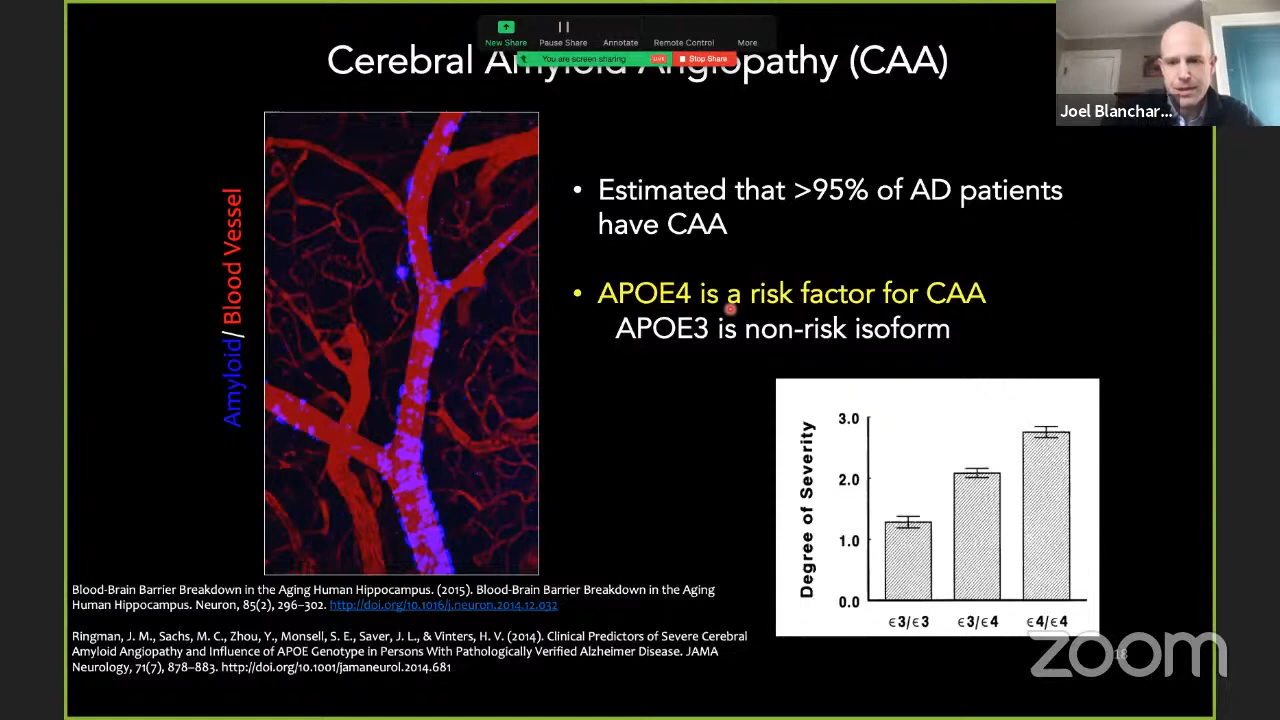 New Share
Pause Share
Annotate
Remote Control
More
You are screen sharing
LIVE
Stop Share
Cerebral Amyloid Angiopathy (CAA)
Joel Blanchar...
Amyloid/ Blood Vessel
• Estimated that >95% of AD patients
have CAA
• APOE4 is a risk factor for CAA
APOE3 is non-risk isoform
Degree of Severity
3.0
2.0
1.0
0.0
ϵ3/ϵ3
ϵ3/ϵ4
ϵ4/ϵ4
Blood-Brain Barrier Breakdown in the Aging Human Hippocampus. (2015). Blood-Brain Barrier Breakdown in the Aging
Human Hippocampus. Neuron, 85(2), 296–302. http://doi.org/10.1016/j.neuron.2014.12.032
Ringman, J. M., Sachs, M. C., Zhou, Y., Monsell, S. E., Saver, J. L., & Vinters, H. V. (2014). Clinical Predictors of Severe Cerebral
Amyloid Angiopathy and Influence of APOE Genotype in Persons With Pathologically Verified Alzheimer Disease. JAMA
Neurology, 71(7), 878–883. http://doi.org/10.1001/jamaneurol.2014.681
18
zoom